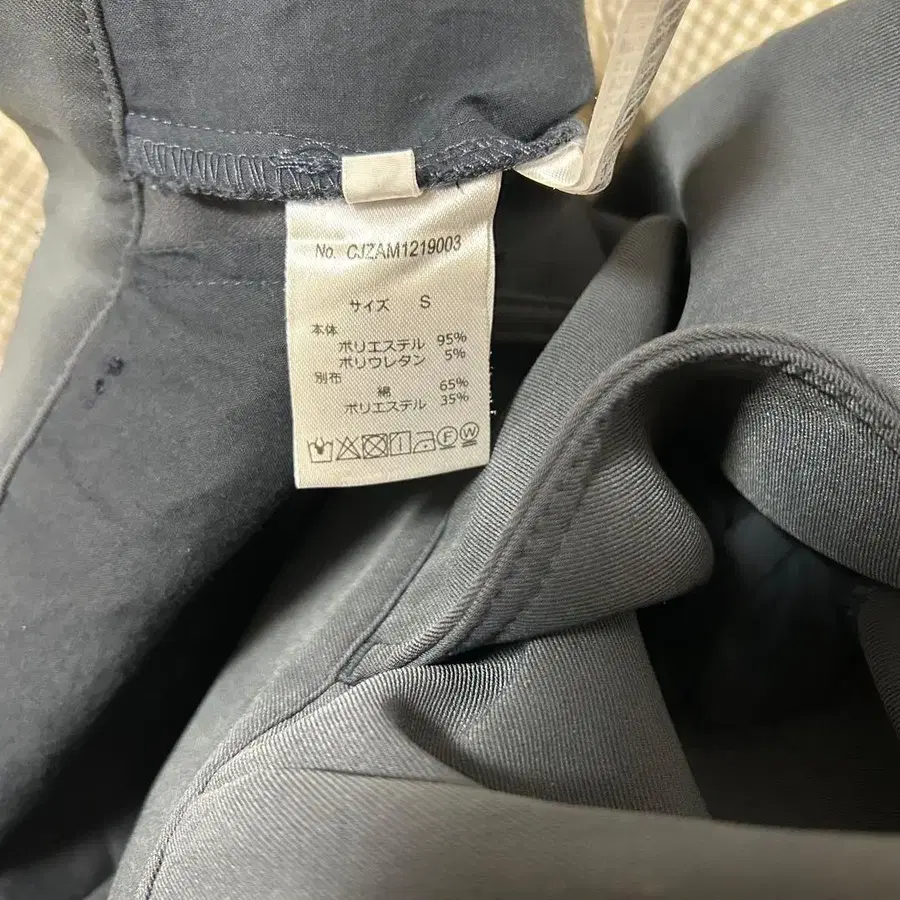 No. CJZAM1219003
サイズ S
本体
ポリエステル 95%
ポリウレタン 5%
別布
綿 65%
ポリエステル 35%
F W